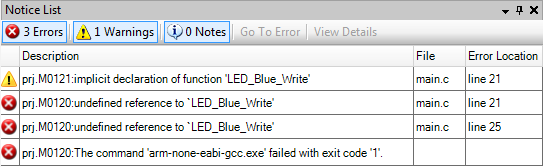 Notice List
3 Errors 1 Warnings 0 Notes Go To Error View Details
Description File Error Location
prj.M0121:implicit declaration of function 'LED_Blue_Write' main.c line 21
prj.M0120:undefined reference to `LED_Blue_Write' main.c line 21
prj.M0120:undefined reference to `LED_Blue_Write' main.c line 25
prj.M0120:The command 'arm-none-eabi-gcc.exe' failed with exit code '1'.